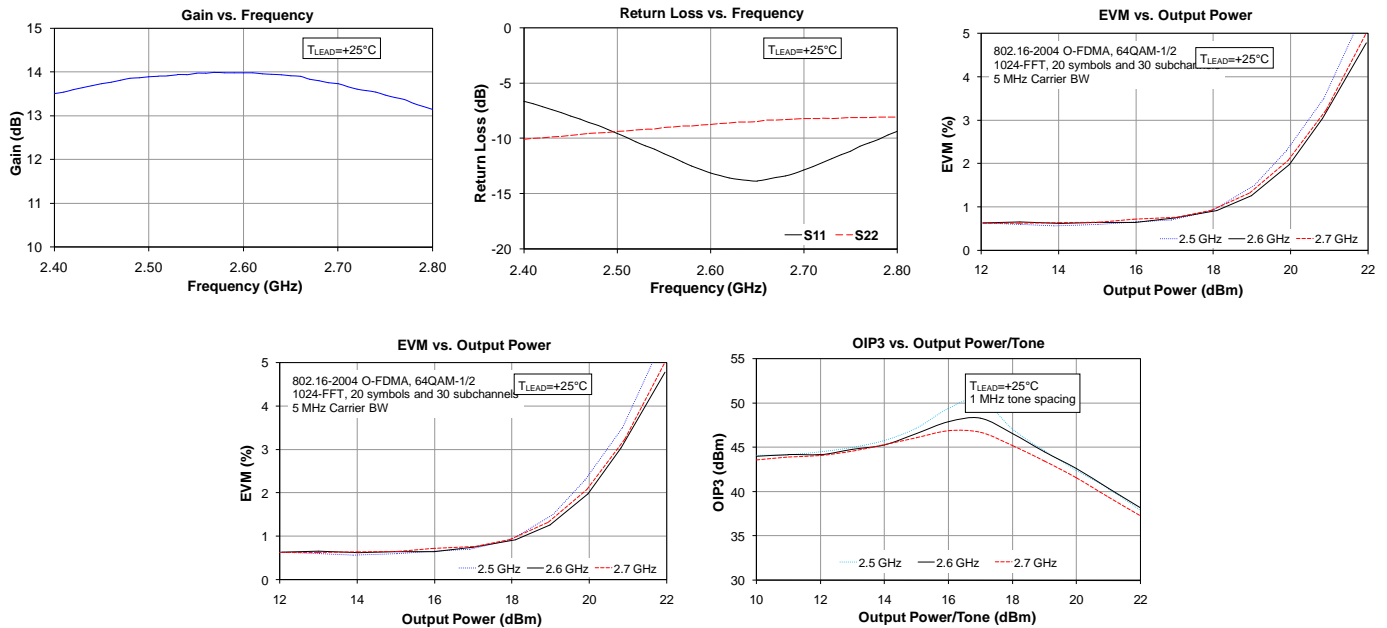 Gain vs. Frequency
15
14
13
12
11
10
Gain (dB)
T LEAD=+25°C
2.40
2.50
2.60
2.70
2.80
Frequency (GHz)
Return Loss vs. Frequency
0
-5
-10
-15
-20
Return Loss (dB)
T LEAD=+25°C
S11
S22
2.40
2.50
2.60
2.70
2.80
Frequency (GHz)
EVM vs. Output Power
5
4
3
2
1
0
EVM (%)
802.16-2004 O-FDMA, 64QAM-1/2
1024-FFT, 20 symbols and 30 subchannels
5 MHz Carrier BW
T LEAD=+25°C
2.5 GHz
2.6 GHz
2.7 GHz
12
14
16
18
20
22
Output Power (dBm)
EVM vs. Output Power
5
4
3
2
1
0
EVM (%)
802.16-2004 O-FDMA, 64QAM-1/2
1024-FFT, 20 symbols and 30 subchannels
5 MHz Carrier BW
T LEAD=+25°C
2.5 GHz
2.6 GHz
2.7 GHz
12
14
16
18
20
22
Output Power (dBm)
OIP3 vs. Output Power/Tone
55
50
45
40
35
30
OIP3 (dBm)
T LEAD=+25°C
1 MHz tone spacing
2.5 GHz
2.6 GHz
2.7 GHz
10
12
14
16
18
20
22
Output Power/Tone (dBm)